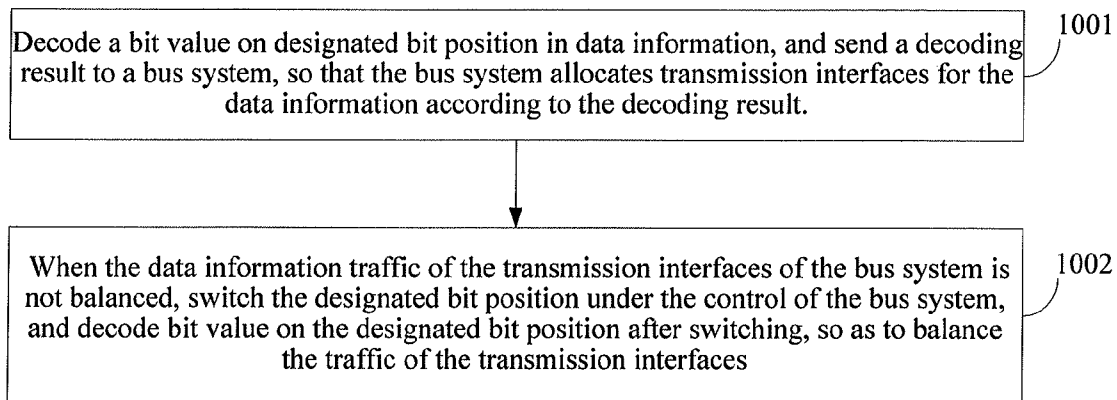 1001
Decode a bit value on designated bit position in data information, and send a decoding
result to a bus system, so that the bus system allocates transmission interfaces for the
data information according to the decoding result.
1002
When the data information traffic of the transmission interfaces of the bus system is
not balanced, switch the designated bit position under the control of the bus system,
and decode bit value on the designated bit position after switching, so as to balance
the traffic of the transmission interfaces